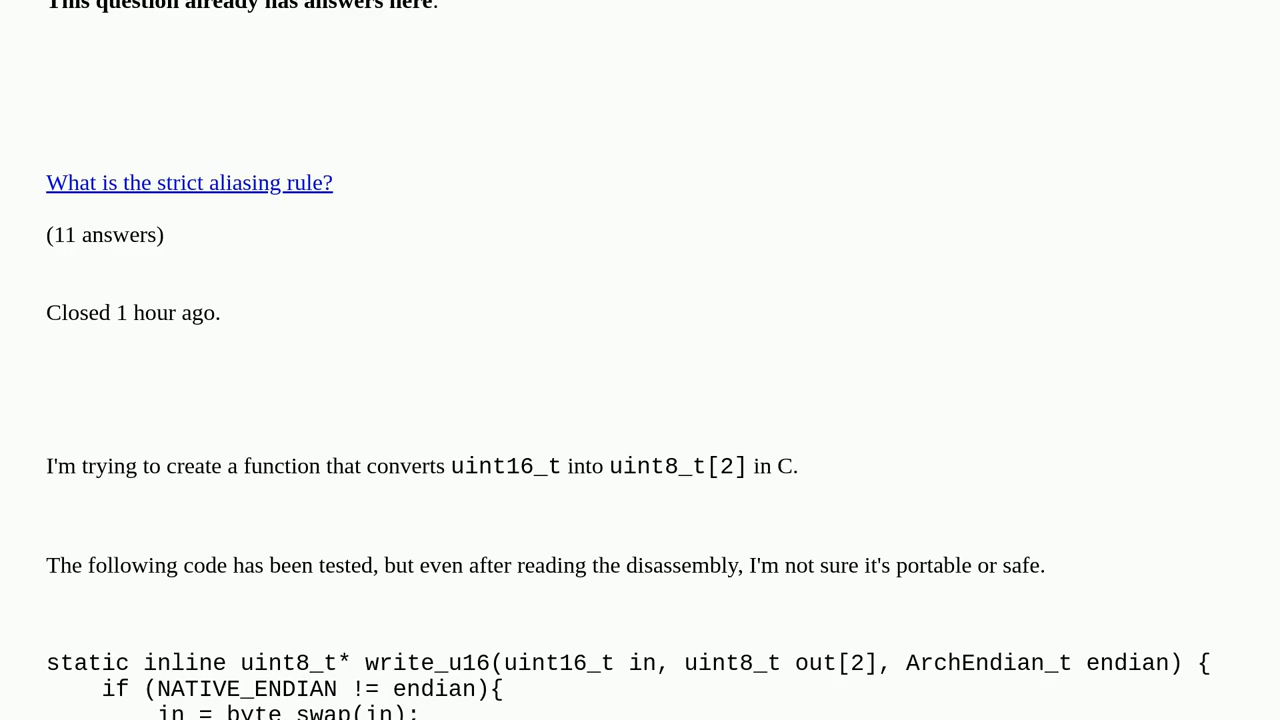 This question already has answers here:
What is the strict aliasing rule?
(11 answers)
Closed 1 hour ago.
I'm trying to create a function that converts uint16_t into uint8_t[2] in C.
The following code has been tested, but even after reading the disassembly, I'm not sure it's portable or safe.
static inline uint8_t* write_u16(uint16_t in, uint8_t out[2], ArchEndian_t endian) {
    if (NATIVE_ENDIAN != endian){
        in = byte_swap(in);